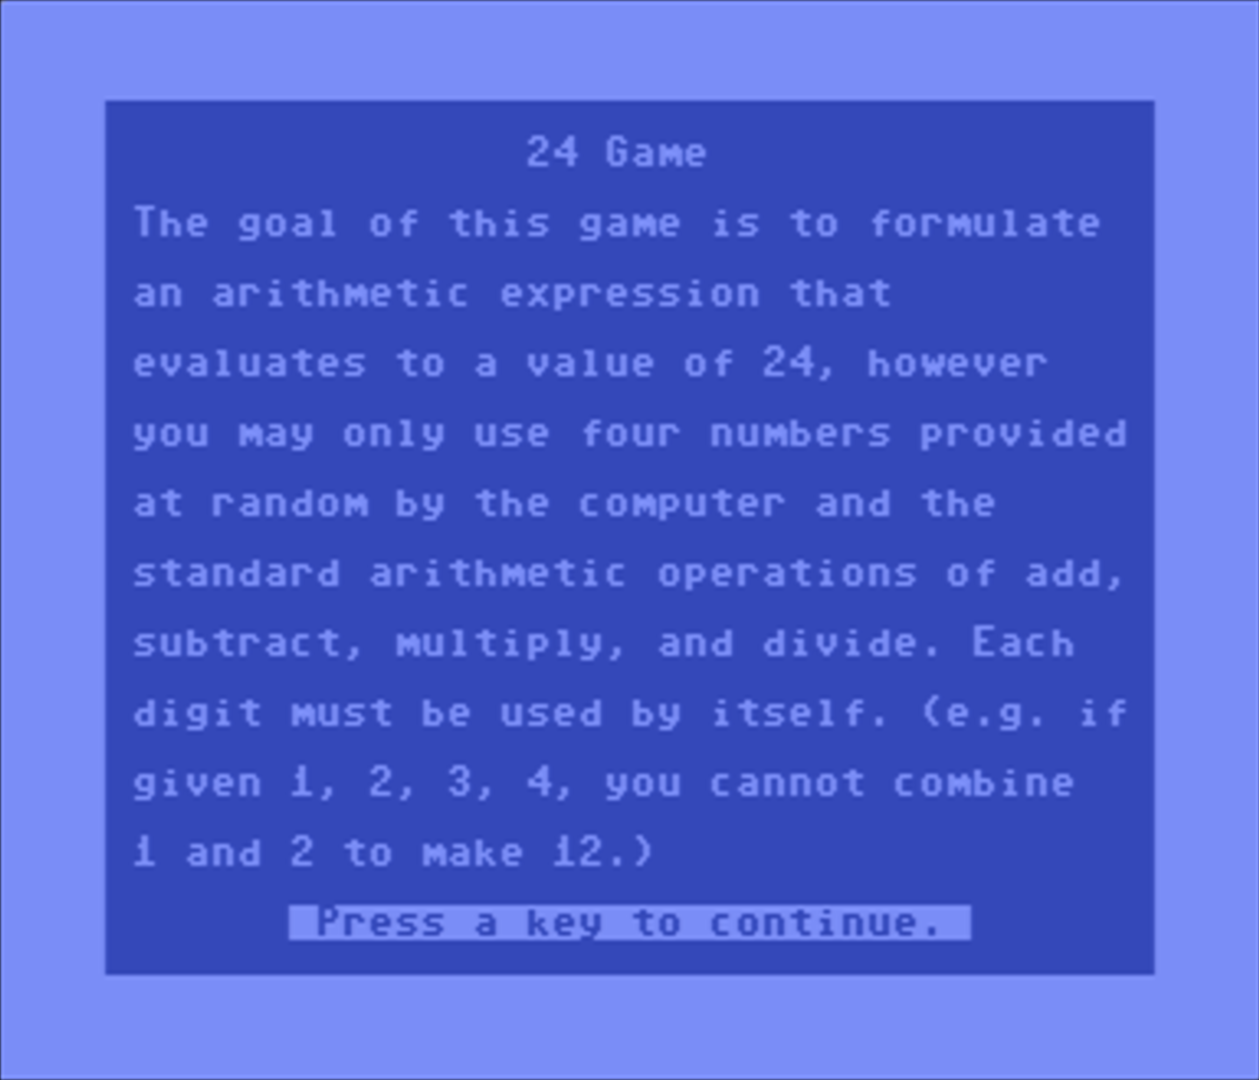 24 Game
The goal of this game is to formulate
an arithmetic expression that
evaluates to a value of 24, however
you may only use four numbers provided
at random by the computer and the
standard arithmetic operations of add,
subtract, multiply, and divide. Each
digit must be used by itself. (e.g. if
given 1, 2, 3, 4, you cannot combine
1 and 2 to make 12.)
Press a key to continue.